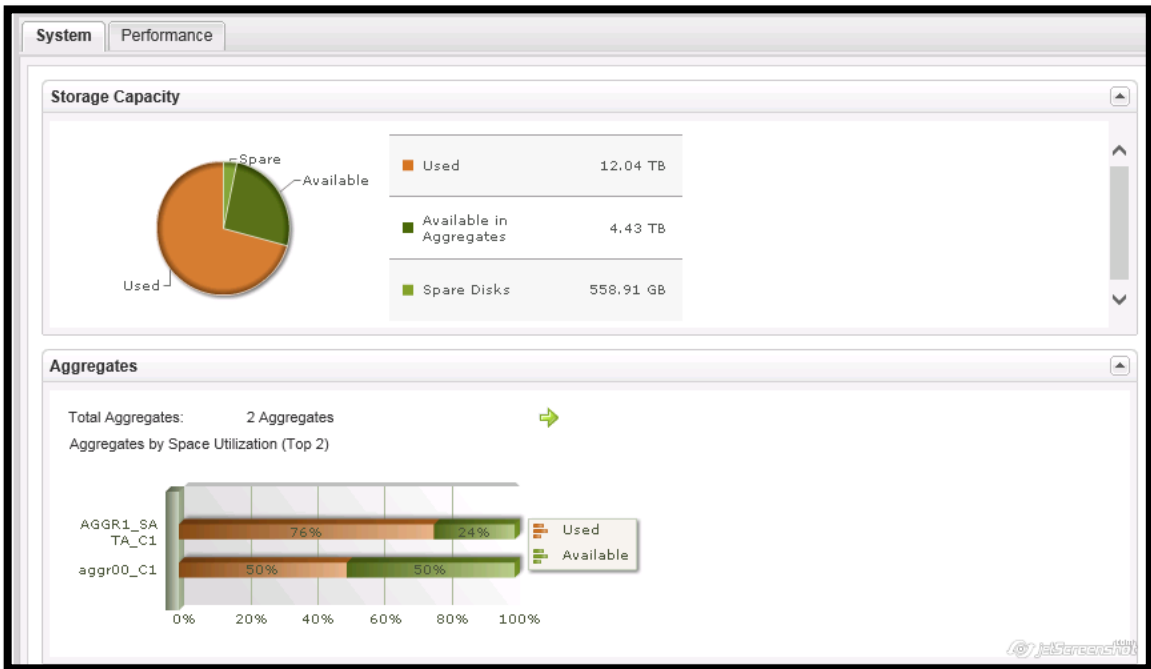 System Performance
Storage Capacity
Spare
Available
Used
Used 12.04 TB
Available in
Aggregates 4.43 TB
Spare Disks 558.91 GB
Aggregates
Total Aggregates: 2 Aggregates
Aggregates by Space Utilization (Top 2)
AGGR1_SA
TA_C1
76% 24%
aggr00_C1
50% 50%
Used
Available
0% 20% 40% 60% 80% 100%
jetScreenshot.com